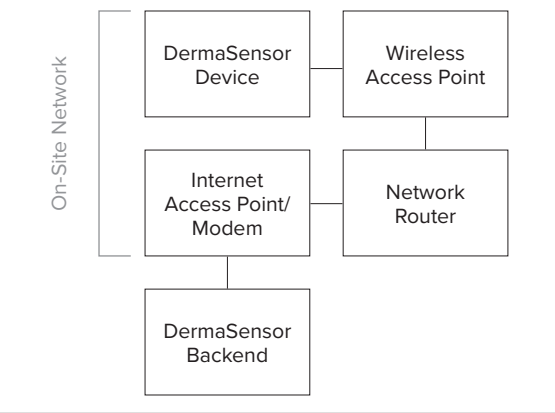 On-Site Network
DermaSensor
Device
Wireless
Access Point
Internet
Access Point/
Modem
Network
Router
DermaSensor
Backend